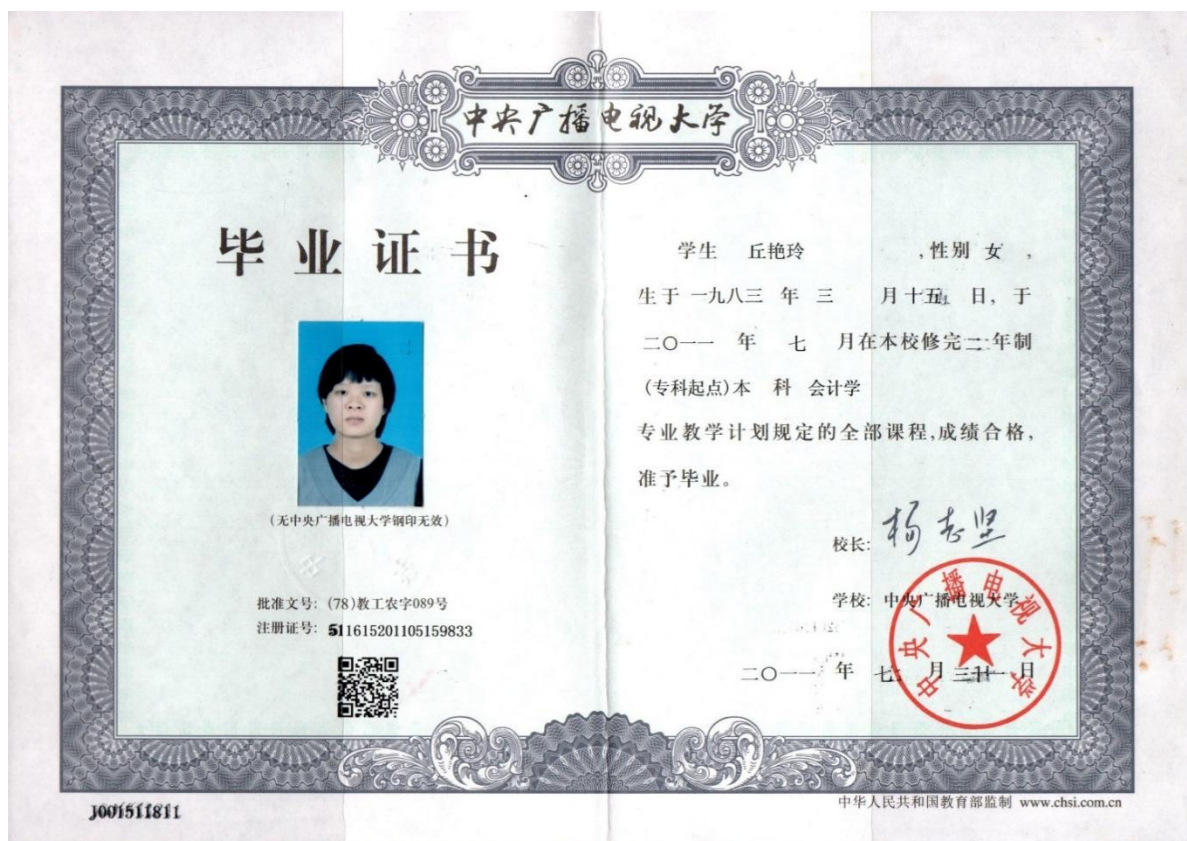 中央广播电视大学
毕业证书
(无中央广播电视大学钢印无效)
批准文号: (78)教工农字089号
注册证号: 511615201105159833
J001511811
学生 丘艳玲 ,性别 女 ,
生于 一九八三 年 三 月 十五 日, 于
二〇一一 年 七 月在本校修完二年制
(专科起点)本 科 会计学
专业教学计划规定的全部课程,成绩合格,
准予毕业。
校长: 杨志坚
学校: 中央广播电视大学
二〇一一 年 七 月 三十一 日
中央广播电视大学
中华人民共和国教育部监制 www.chsi.com.cn